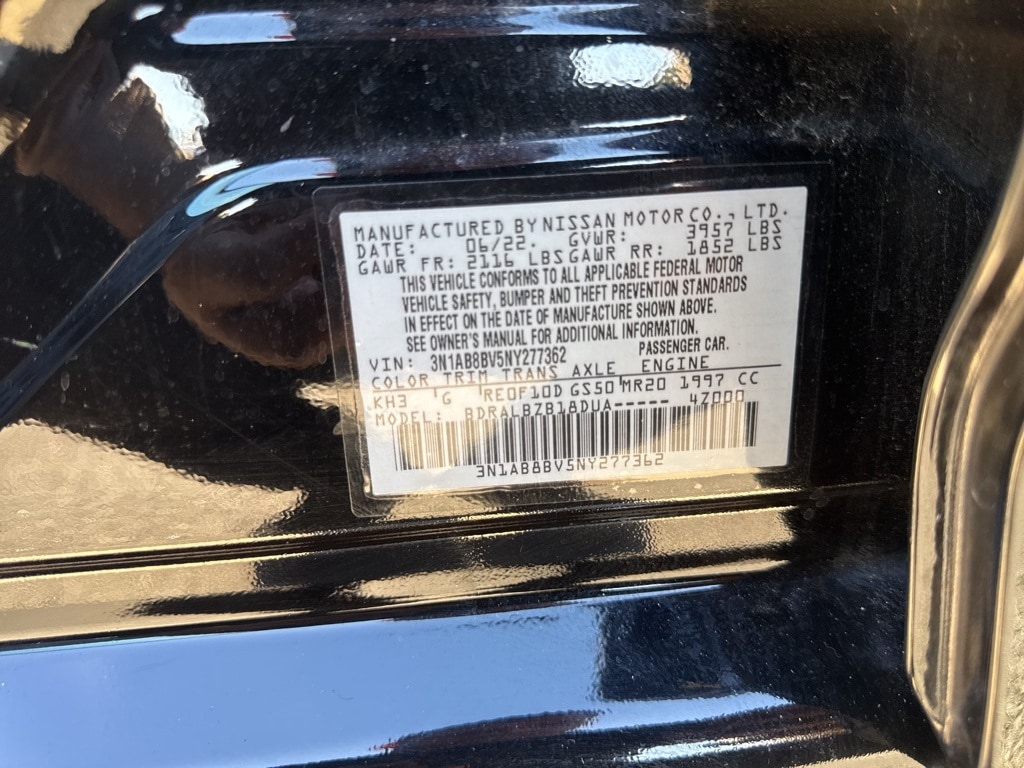 MANUFACTURED BY NISSAN MOTOR CO., LTD.
DATE: 06/22. GVWR: 3957 LBS
GAWR FR: 2116 LBS GAWR RR: 1852 LBS
THIS VEHICLE CONFORMS TO ALL APPLICABLE FEDERAL MOTOR
VEHICLE SAFETY, BUMPER AND THEFT PREVENTION STANDARDS
IN EFFECT ON THE DATE OF MANUFACTURE SHOWN ABOVE.
SEE OWNER'S MANUAL FOR ADDITIONAL INFORMATION.
VIN: 3N1AB8BV5NY277362 PASSENGER CAR.
COLOR TRIM TRANS AXLE ENGINE
KH3 'G 'RE0F10D GS50 MR20 1997 CC
MODEL: BDRALBZB18DUA----- 4Z000
3N1AB8BV5NY277362